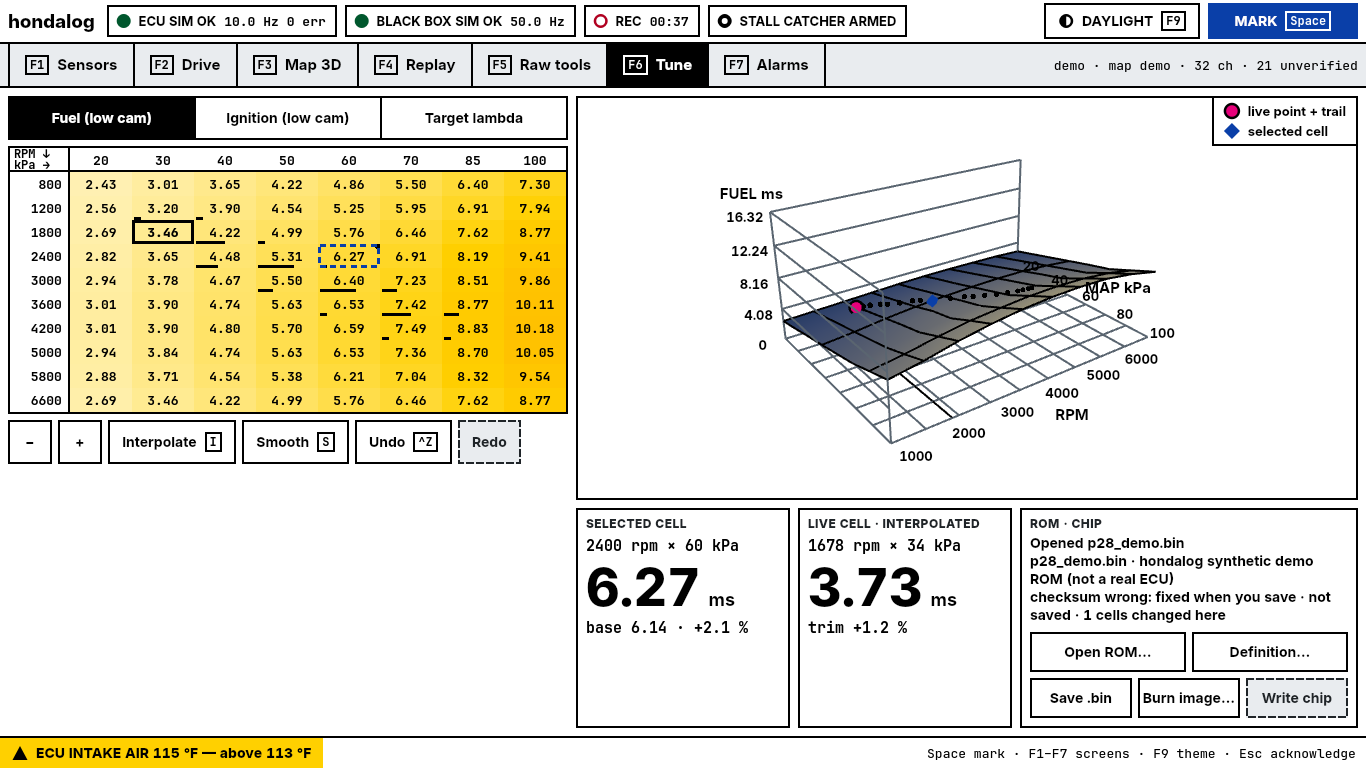 hondalog
ECU SIM OK 10.0 Hz 0 err
BLACK BOX SIM OK 50.0 Hz
REC 00:37
STALL CATCHER ARMED
DAYLIGHT F9
MARK Space
F1 Sensors
F2 Drive
F3 Map 3D
F4 Replay
F5 Raw tools
F6 Tune
F7 Alarms
demo · map demo · 32 ch · 21 unverified
Fuel (low cam)
Ignition (low cam)
Target lambda
RPM ↓
kPa → 20 30 40 50 60 70 85 100
800 2.43 3.01 3.65 4.22 4.86 5.50 6.40 7.30
1200 2.56 3.20 3.90 4.54 5.25 5.95 6.91 7.94
1800 2.69 3.46 4.22 4.99 5.76 6.46 7.62 8.77
2400 2.82 3.65 4.48 5.31 6.27 6.91 8.19 9.41
3000 2.94 3.78 4.67 5.50 6.40 7.23 8.51 9.86
3600 3.01 3.90 4.74 5.63 6.53 7.42 8.77 10.11
4200 3.01 3.90 4.80 5.70 6.59 7.49 8.83 10.18
5000 2.94 3.84 4.74 5.63 6.53 7.36 8.70 10.05
5800 2.88 3.71 4.54 5.38 6.21 7.04 8.32 9.54
6600 2.69 3.46 4.22 4.99 5.76 6.46 7.62 8.77
−
+
Interpolate I
Smooth S
Undo ^Z
Redo
live point + trail
selected cell
FUEL ms
16.32
12.24
8.16
4.08
0
20
40
60
80
100
MAP kPa
6000
5000
4000
3000
2000
1000
RPM
SELECTED CELL
2400 rpm × 60 kPa
6.27 ms
base 6.14 · +2.1 %
LIVE CELL · INTERPOLATED
1678 rpm × 34 kPa
3.73 ms
trim +1.2 %
ROM · CHIP
Opened p28_demo.bin
p28_demo.bin · hondalog synthetic demo
ROM (not a real ECU)
checksum wrong: fixed when you save · not
saved · 1 cells changed here
Open ROM…
Definition…
Save .bin
Burn image…
Write chip
ECU INTAKE AIR 115 °F — above 113 °F
Space mark · F1–F7 screens · F9 theme · Esc acknowledge